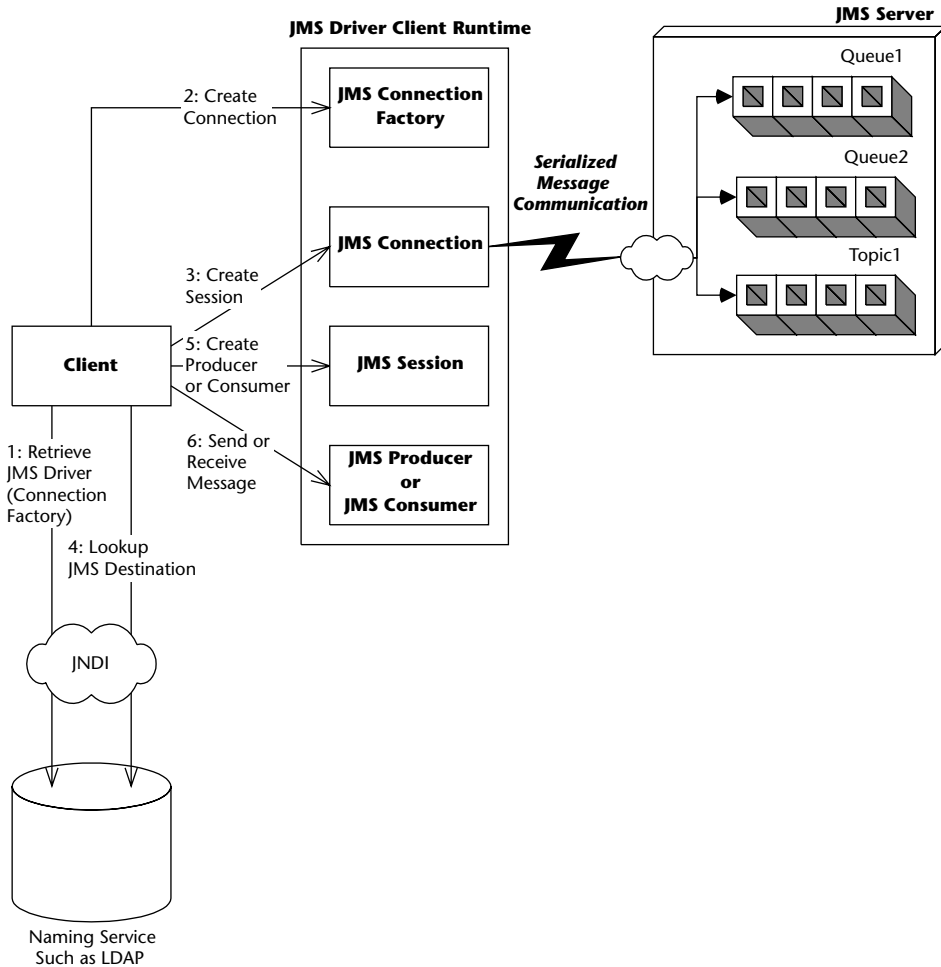 JMS Server
JMS Driver Client Runtime
Queue1
2: Create
Connection
JMS Connection
Factory
Queue2
Serialized
Message
Communication
JMS Connection
Topic1
3: Create
Session
5: Create
Producer
or Consumer
Client
JMS Session
6: Send or
Receive
Message
JMS Producer
or
JMS Consumer
1: Retrieve
JMS Driver
(Connection
Factory)
4: Lookup
JMS Destination
JNDI
Naming Service
Such as LDAP